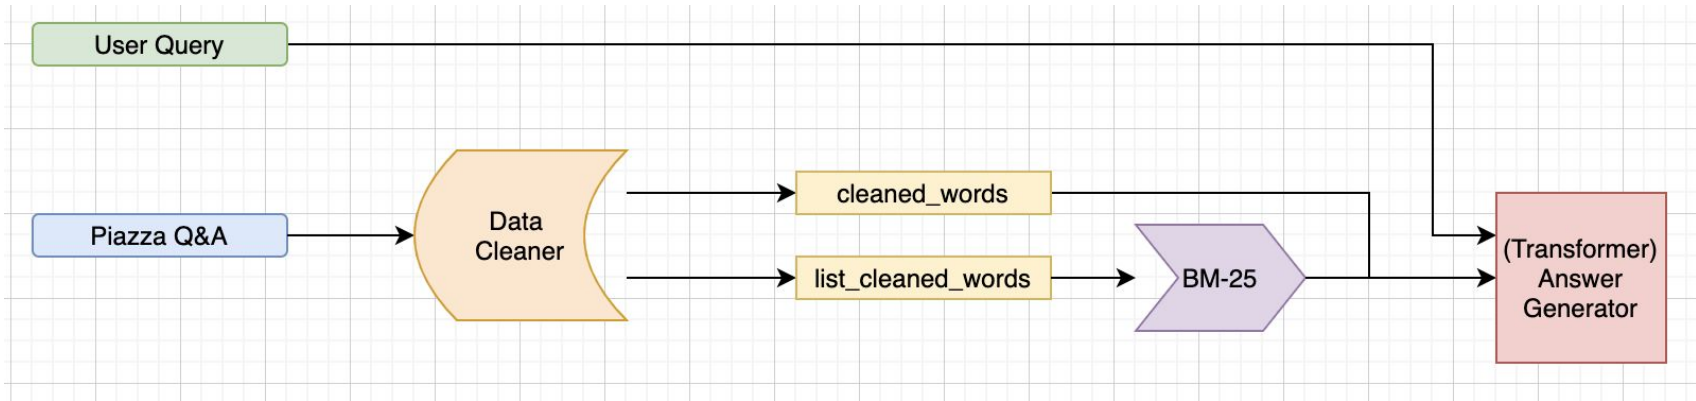 User Query
Piazza Q&A
Data
Cleaner
cleaned_words
list_cleaned_words
BM-25
(Transformer)
Answer
Generator